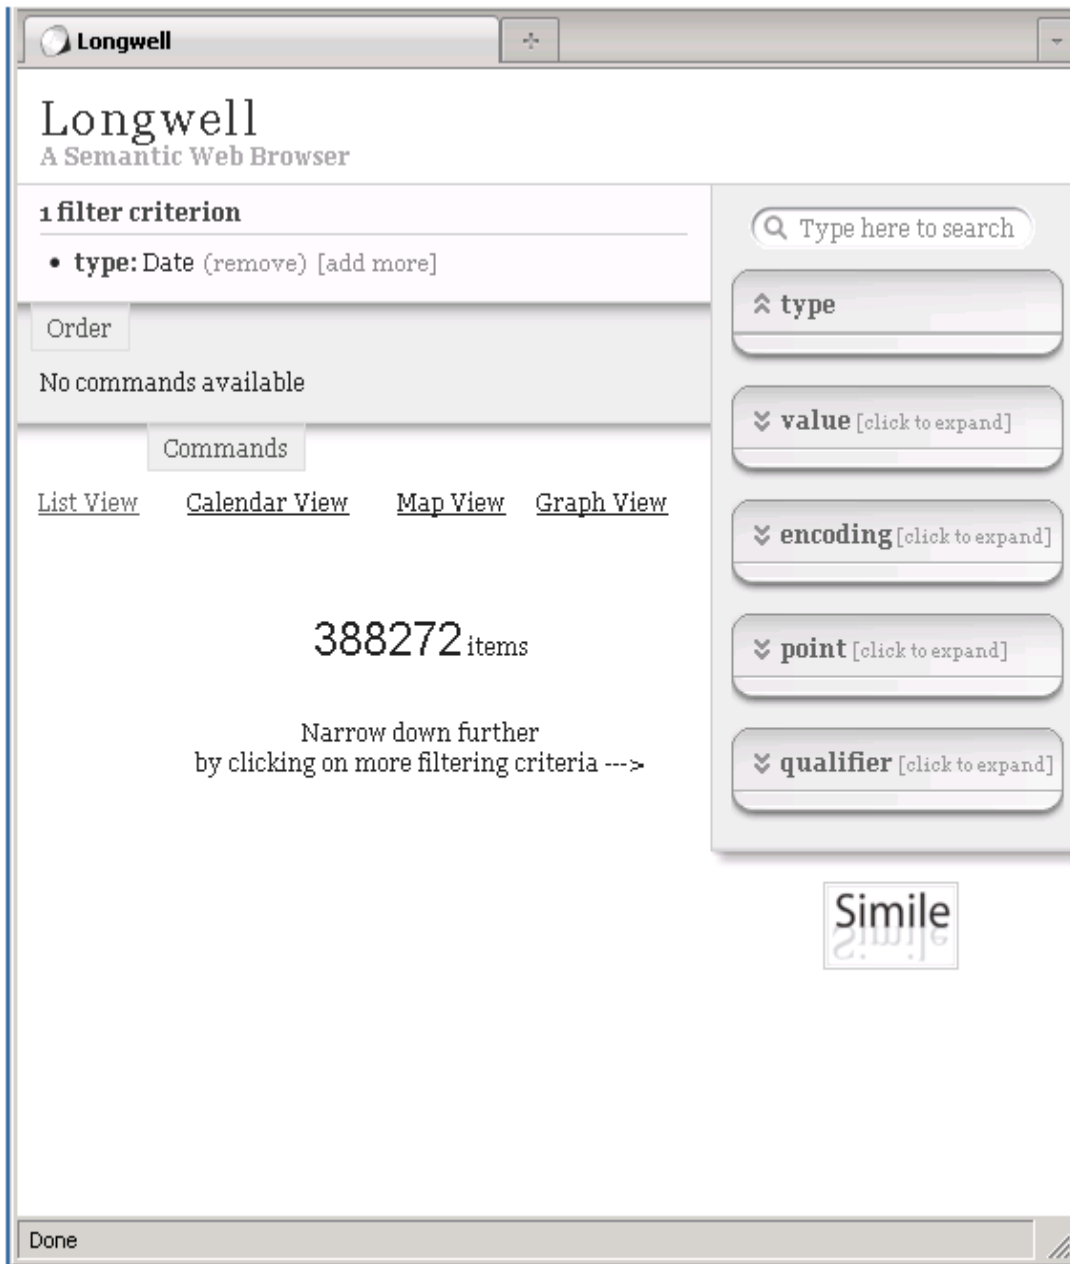 Longwell
Longwell
A Semantic Web Browser
1 filter criterion
• type: Date (remove) [add more]
Order
No commands available
Commands
List View Calendar View Map View Graph View
388272 items
Narrow down further
by clicking on more filtering criteria --->
Type here to search
type
value [click to expand]
encoding [click to expand]
point [click to expand]
qualifier [click to expand]
Simile
Done